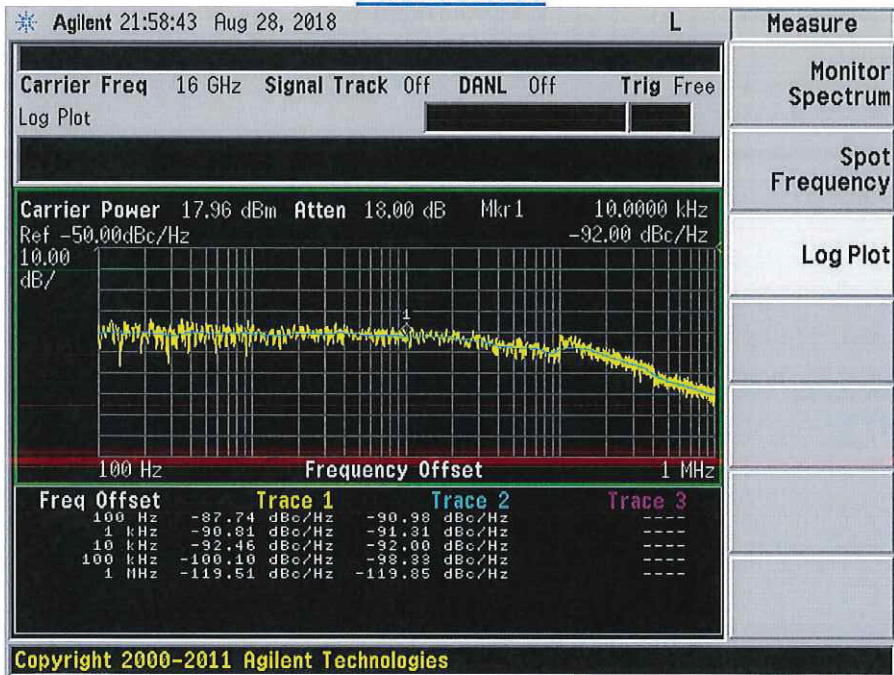 Agilent 21:58:43 Aug 28, 2018 L
Measure
Monitor Spectrum
Spot Frequency
Log Plot
Carrier Freq 16 GHz Signal Track Off DANL Off Trig Free
Log Plot
Carrier Power 17.96 dBm Atten 18.00 dB Mkr1 10.0000 kHz
Ref -50.00dBc/Hz -92.00 dBc/Hz
10.00
dB/
1
100 Hz Frequency Offset 1 MHz
Freq Offset Trace 1 Trace 2 Trace 3
100 Hz -87.74 dBc/Hz -90.98 dBc/Hz ----
1 kHz -90.81 dBc/Hz -91.31 dBc/Hz ----
10 kHz -92.46 dBc/Hz -92.00 dBc/Hz ----
100 kHz -100.10 dBc/Hz -98.33 dBc/Hz ----
1 MHz -119.51 dBc/Hz -119.85 dBc/Hz ----
Copyright 2000-2011 Agilent Technologies